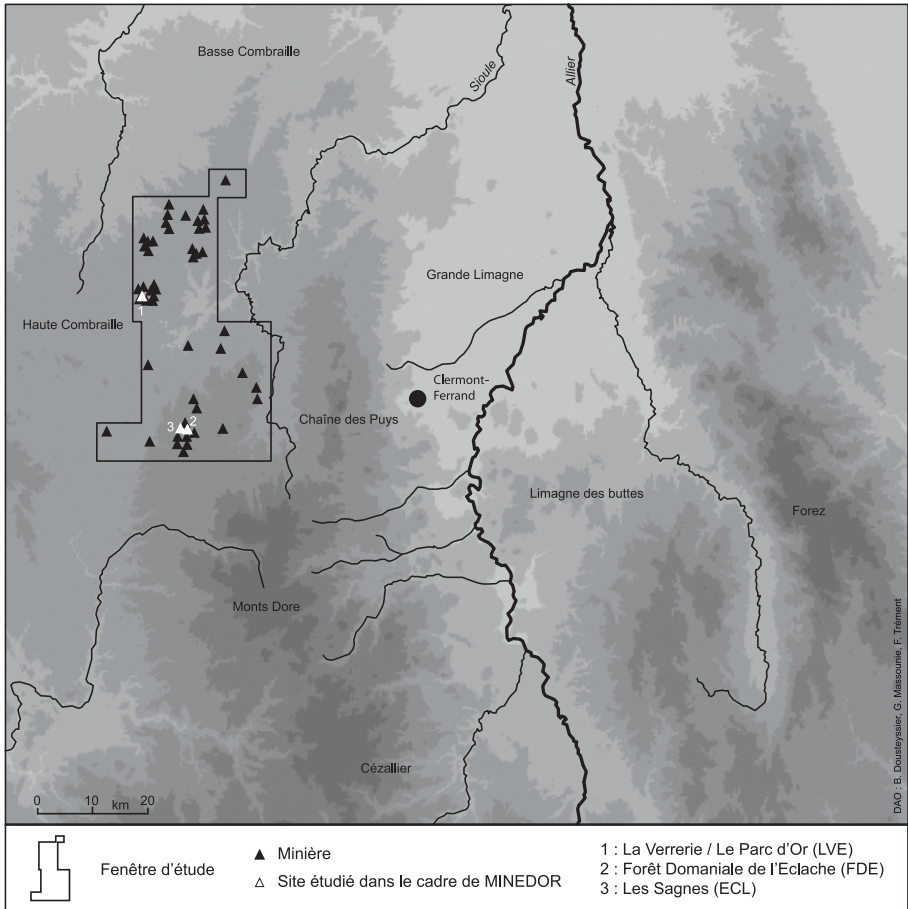 Basse Combraille
Sioule
Allier
Grande Limagne
1
Haute Combraille
Clermont-
Ferrand
Chaîne des Puys
3 2
Limagne des buttes
Forez
Monts Dore
Cézallier
0 10 20
km
DAO : B. Dousteyssier, G. Massounie, F. Trément
Fenêtre d'étude
Minière
Site étudié dans le cadre de MINEDOR
1 : La Verrerie / Le Parc d'Or (LVE)
2 : Forêt Domaniale de l'Eclache (FDE)
3 : Les Sagnes (ECL)